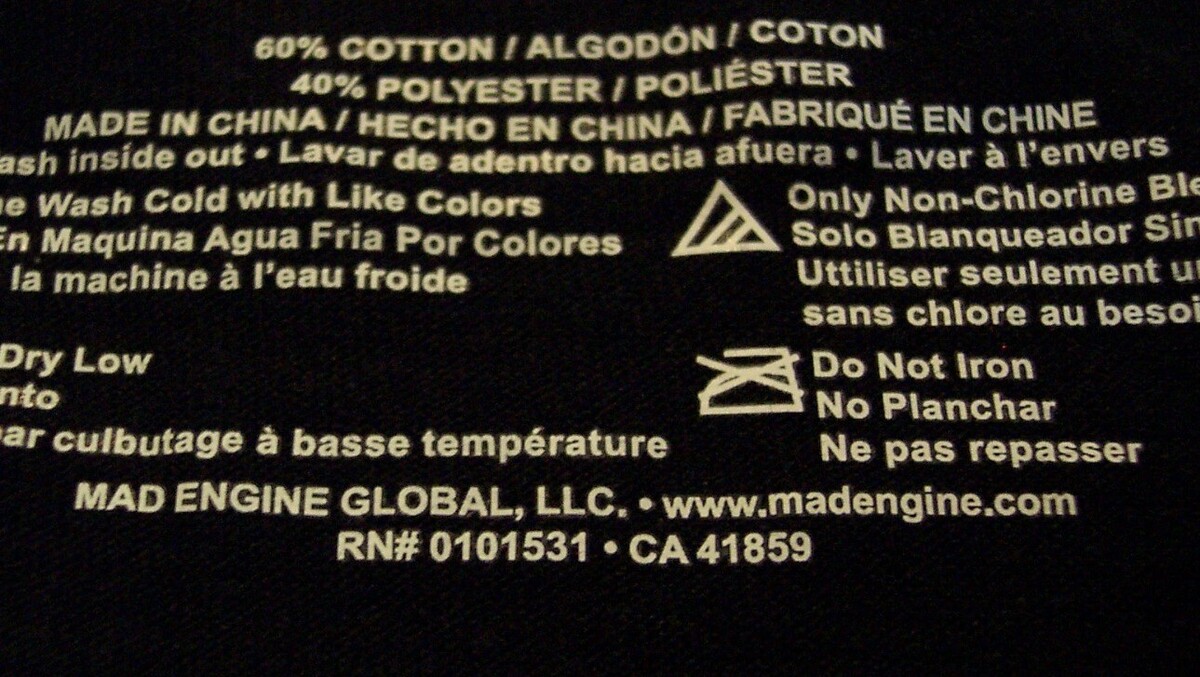 60% COTTON / ALGODÓN / COTON
40% POLYESTER / POLIÉSTER
MADE IN CHINA / HECHO EN CHINA / FABRIQUÉ EN CHINE
ash inside out • Lavar de adentro hacia afuera • Laver à l'envers
e Wash Cold with Like Colors
En Maquina Agua Fria Por Colores
la machine à l'eau froide
Only Non-Chlorine Ble
Solo Blanqueador Sin
Uttiliser seulement u
sans chlore au besoi
Dry Low
nto
ar culbutage à basse température
Do Not Iron
No Planchar
Ne pas repasser
MAD ENGINE GLOBAL, LLC. • www.madengine.com
RN# 0101531 • CA 41859